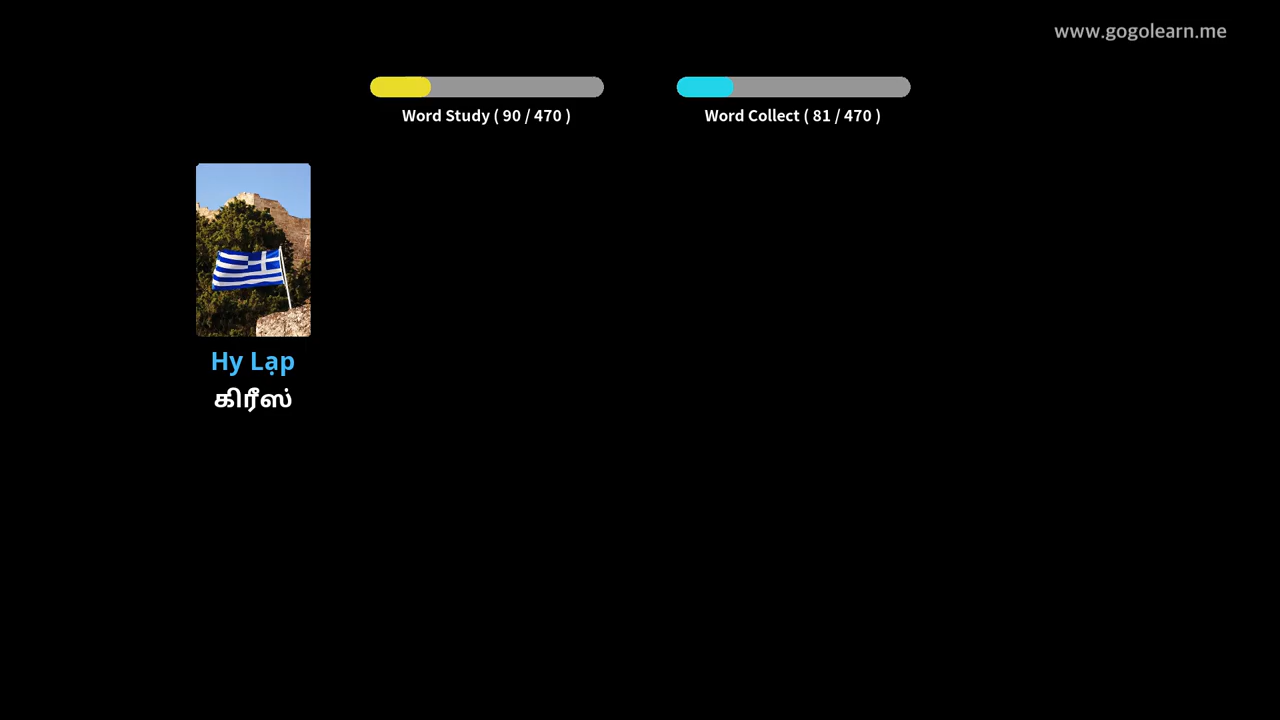 www.gogolearn.me
Word Study ( 90 / 470 )
Word Collect ( 81 / 470 )
Hy Lạp
கிரீஸ்